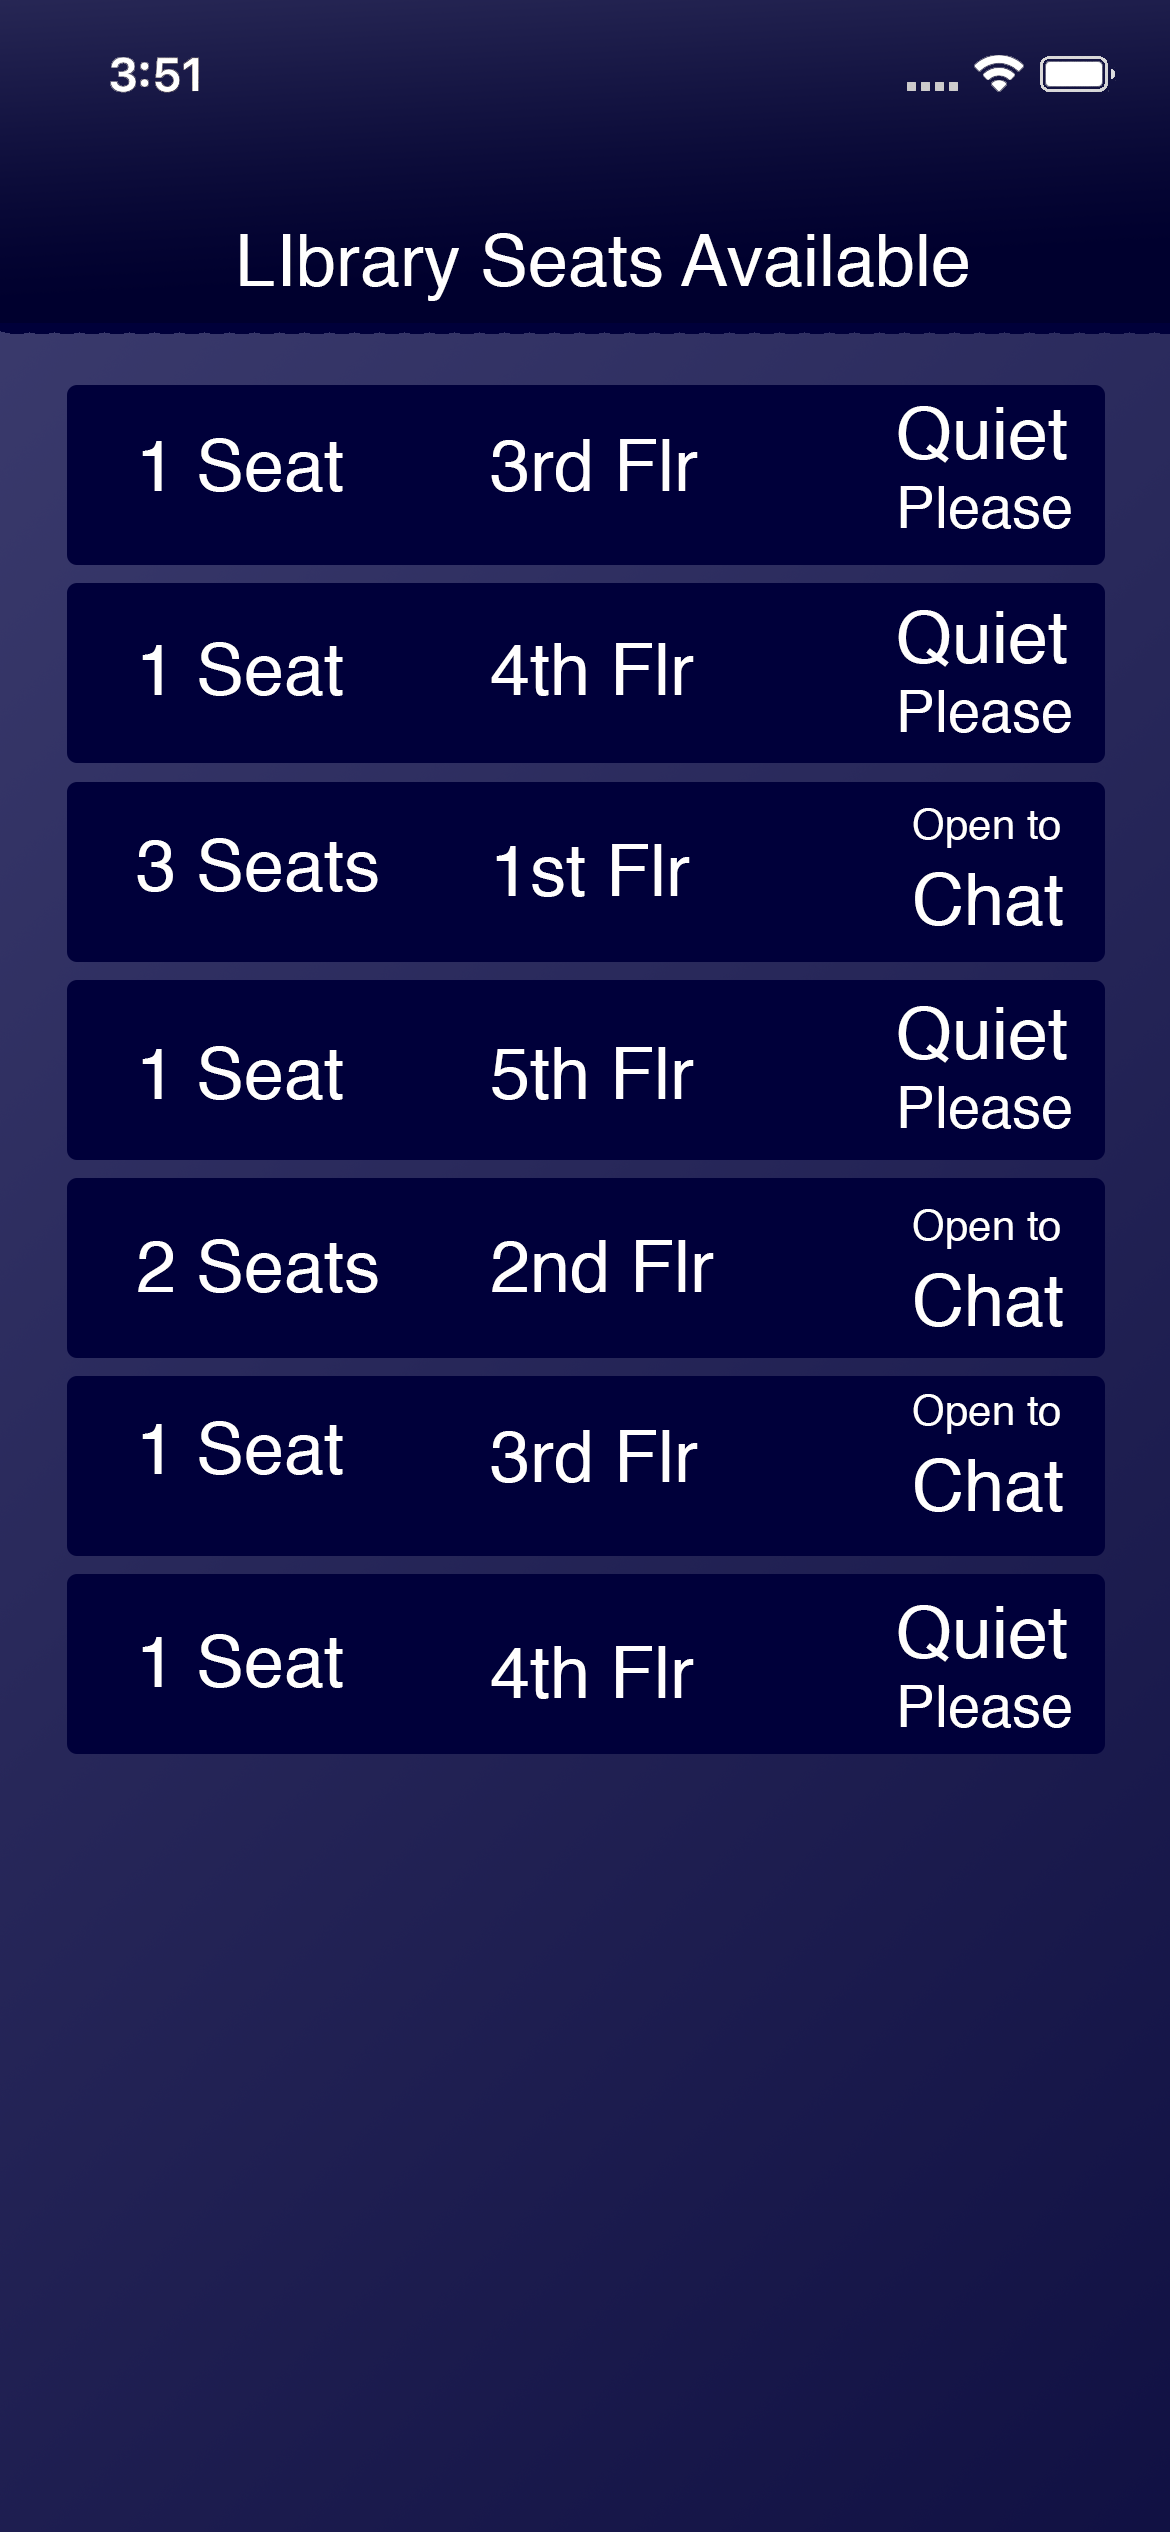 3:51
LIbrary Seats Available
1 Seat 3rd Flr Quiet
Please
1 Seat 4th Flr Quiet
Please
3 Seats 1st Flr Open to
Chat
1 Seat 5th Flr Quiet
Please
2 Seats 2nd Flr Open to
Chat
1 Seat 3rd Flr Open to
Chat
1 Seat 4th Flr Quiet
Please